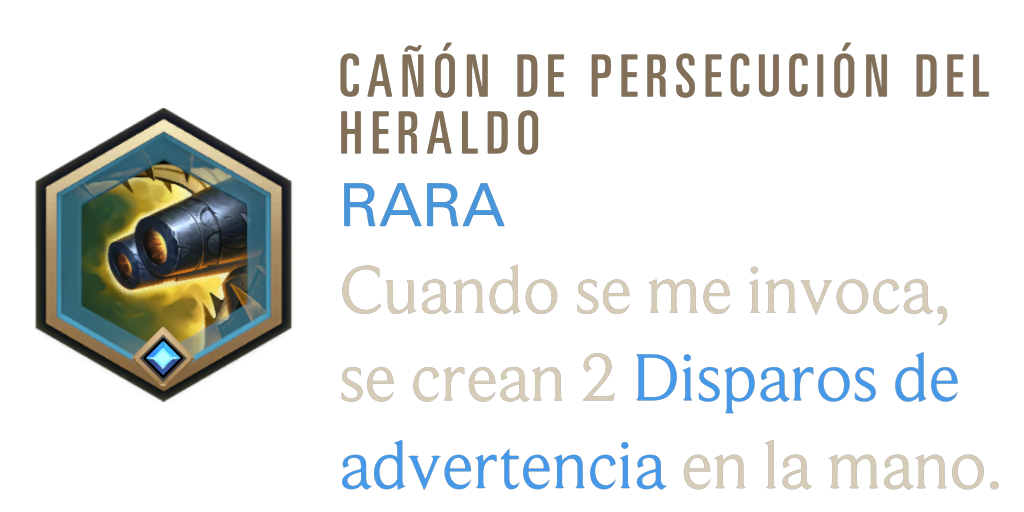 CAÑÓN DE PERSECUCIÓN DEL
HERALDO
RARA
Cuando se me invoca,
se crean 2 Disparos de
advertencia en la mano.